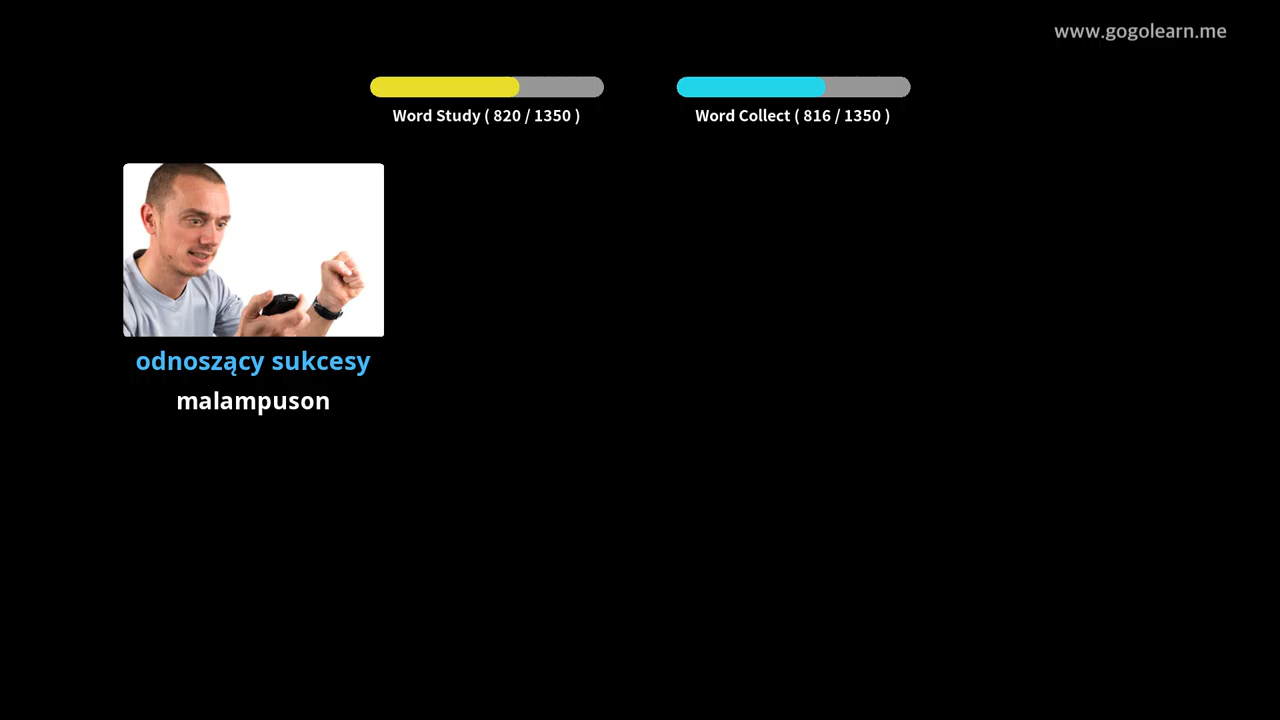 www.gogolearn.me
Word Study ( 820 / 1350 )
Word Collect ( 816 / 1350 )
odnoszący sukcesy
malampuson